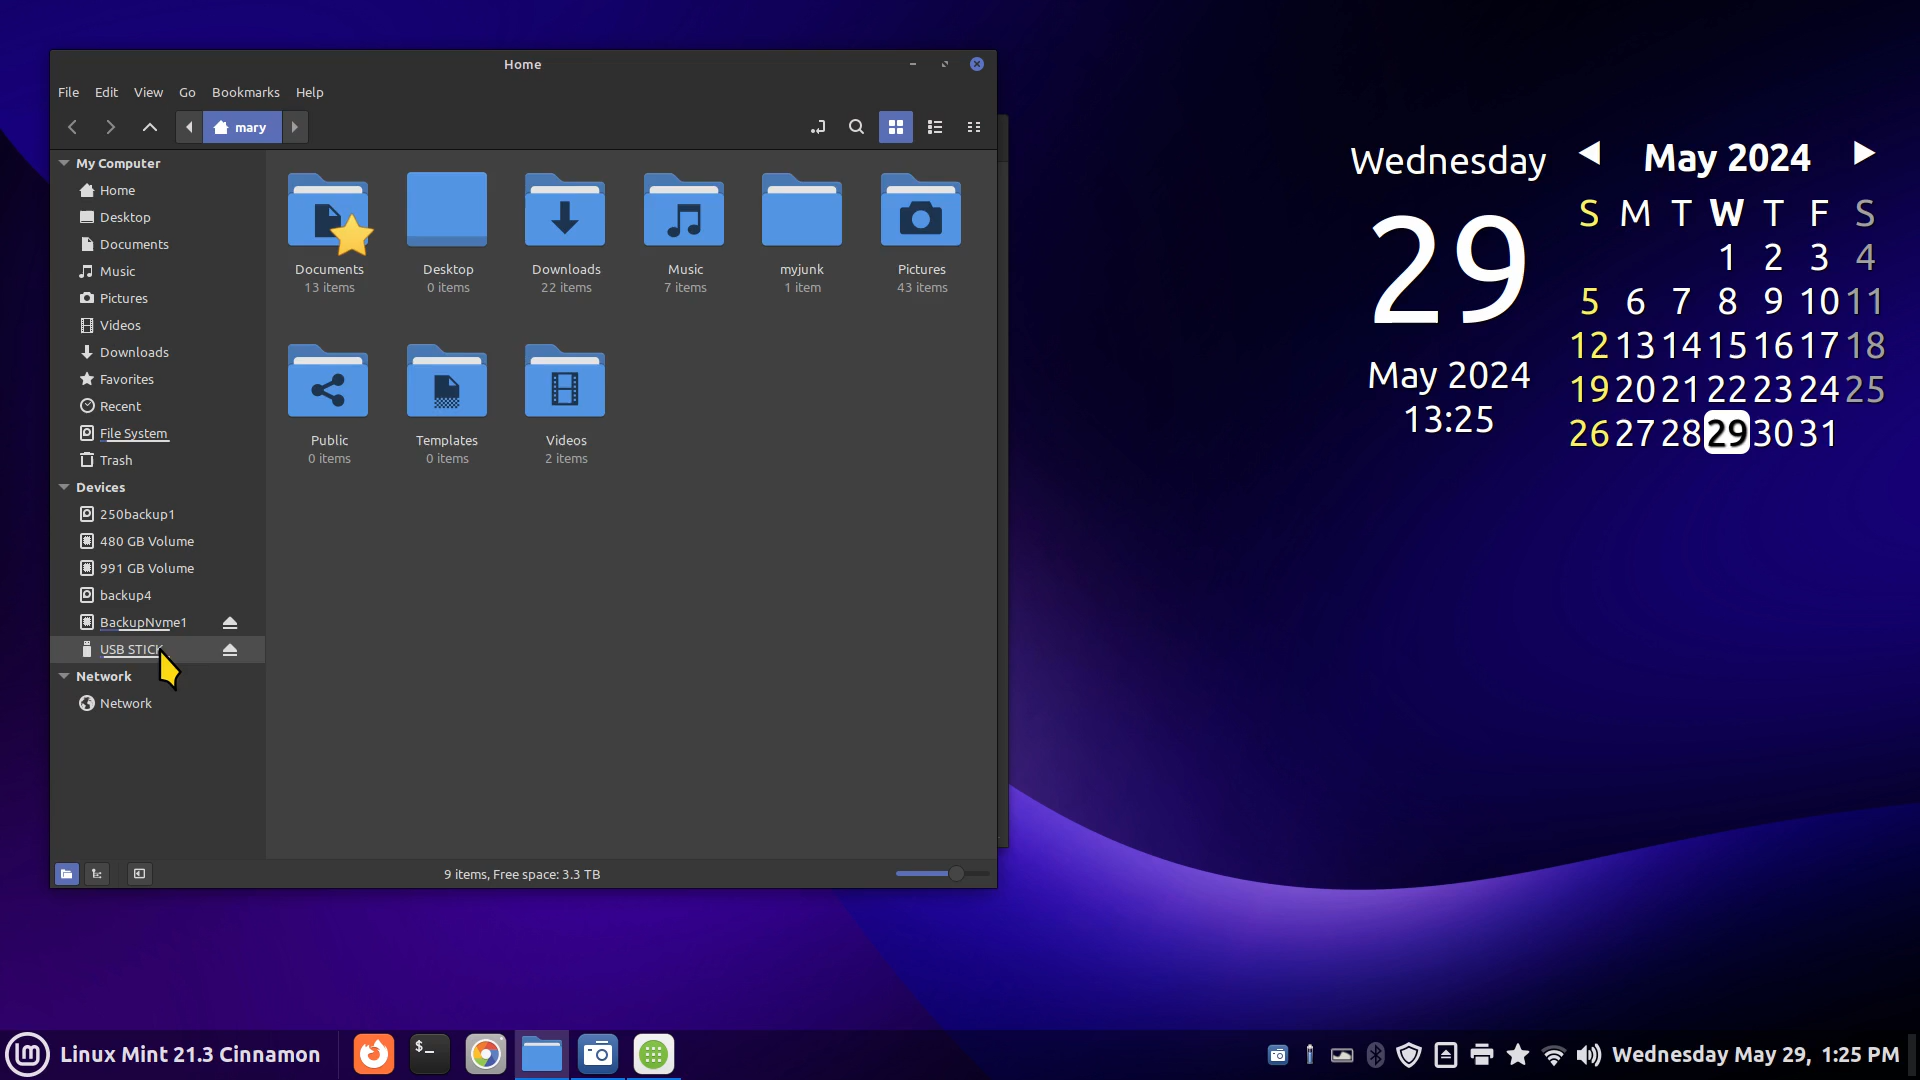 Home
File Edit View Go Bookmarks Help
mary
My Computer
Home
Desktop
Documents
Music
Pictures
Videos
Downloads
Favorites
Recent
File System
Trash
Devices
250backup1
480 GB Volume
991 GB Volume
backup4
BackupNvme1
USB STICK
Network
Network
Documents Desktop Downloads Music myjunk Pictures
13 items 0 items 22 items 7 items 1 item 43 items
Public Templates Videos
0 items 0 items 2 items
9 items, Free space: 3.3 TB
Wednesday
29
May 2024
13:25
May 2024
S M T W T F S
1 2 3 4
5 6 7 8 9 10 11
12 13 14 15 16 17 18
19 20 21 22 23 24 25
26 27 28 29 30 31
Linux Mint 21.3 Cinnamon
$_
Wednesday May 29, 1:25 PM